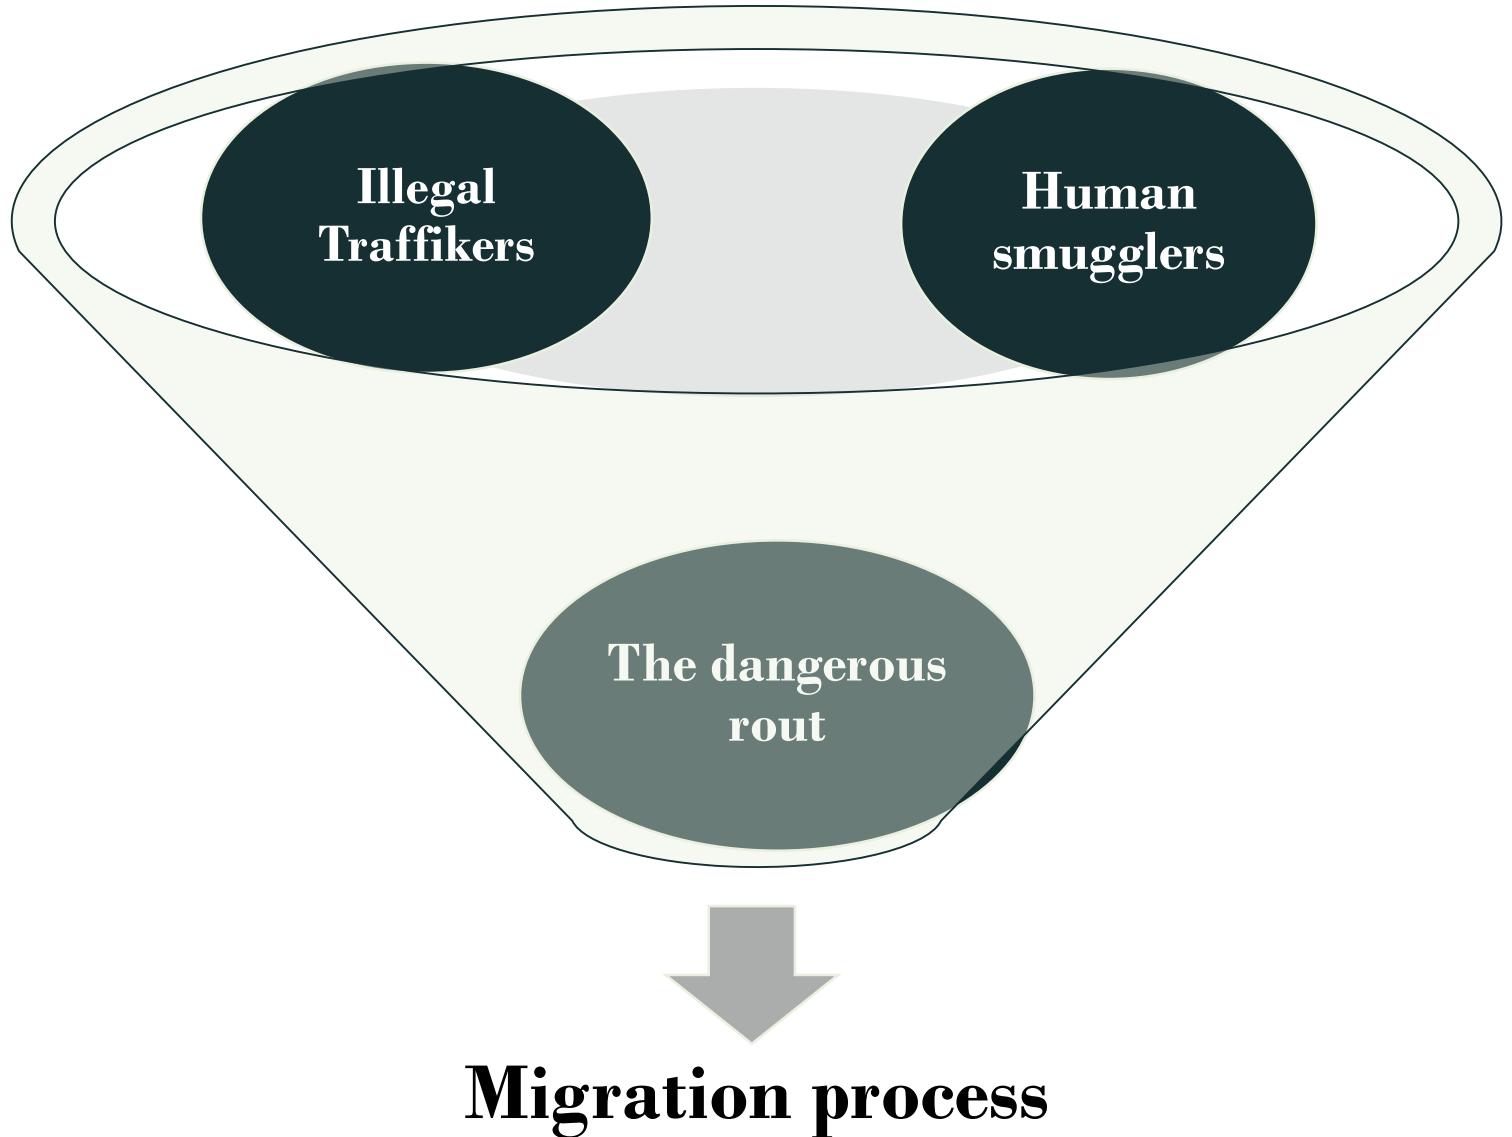 Illegal
Traffikers
Human
smugglers
The dangerous
rout
Migration process